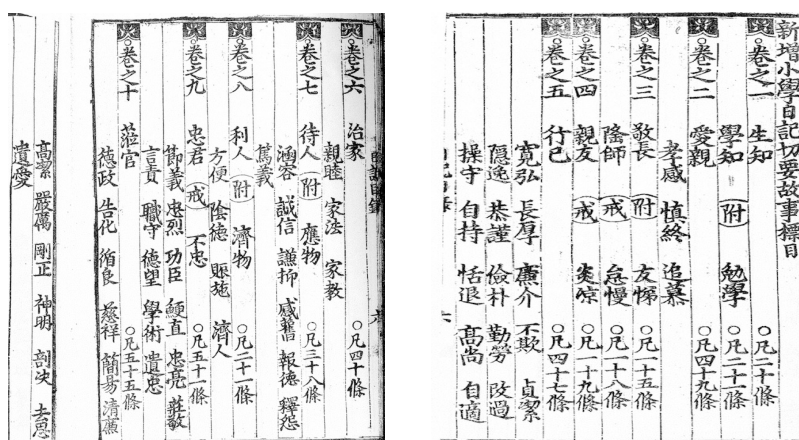 新增小學日記切要故事標目
卷之一 生知 ○凡二十條
學知 附 勉學 ○凡二十一條
卷之二 愛親 ○凡四十九條
孝感 慎終 追慕
卷之三 敬長 附 友悌 ○凡一十五條
隆師 戒 怠慢 ○凡一十八條
卷之四 親友 戒 炎凉 ○凡一十九條
卷之五 行己 ○凡四十七條
寬弘 長厚 廉介 不欺 貞潔
隱逸 恭謹 儉朴 勤勞 改過
操守 自持 恬退 高尚 自適
卷之六 治家 ○凡四十條
親睦 家法 家教
卷之七 待人 附 應物 ○凡三十八條
涵容 誠信 謙抑 感舊 報德 釋怨
篤義
卷之八 利人 附 濟物 ○凡二十一條
方便 陰德 賑施 濟人
卷之九 忠君 戒 不忠 ○凡五十一條
節義 忠烈 功臣 鯁直 忠亮 莊敬
言責 職守 德望 學術 遺忠
卷之十 蒞官 ○凡五十五條
德政 告化 循良 慈祥 簡易 清廉
高潔 嚴厲 剛正 神明 剖決 去思
遺愛